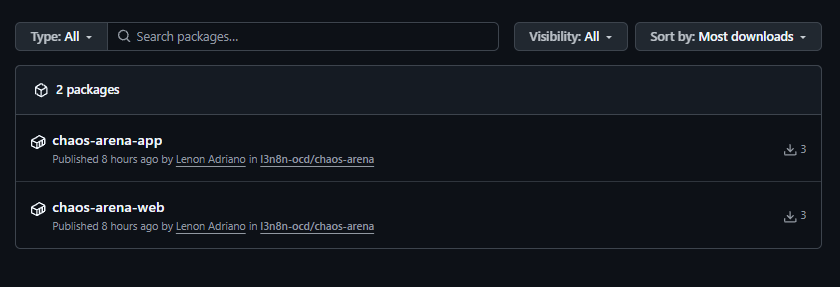 Type: All
Search packages...
Visibility: All
Sort by: Most downloads
2 packages
chaos-arena-app
Published 8 hours ago by Lenon Adriano in l3n8n-ocd/chaos-arena
3
chaos-arena-web
Published 8 hours ago by Lenon Adriano in l3n8n-ocd/chaos-arena
3